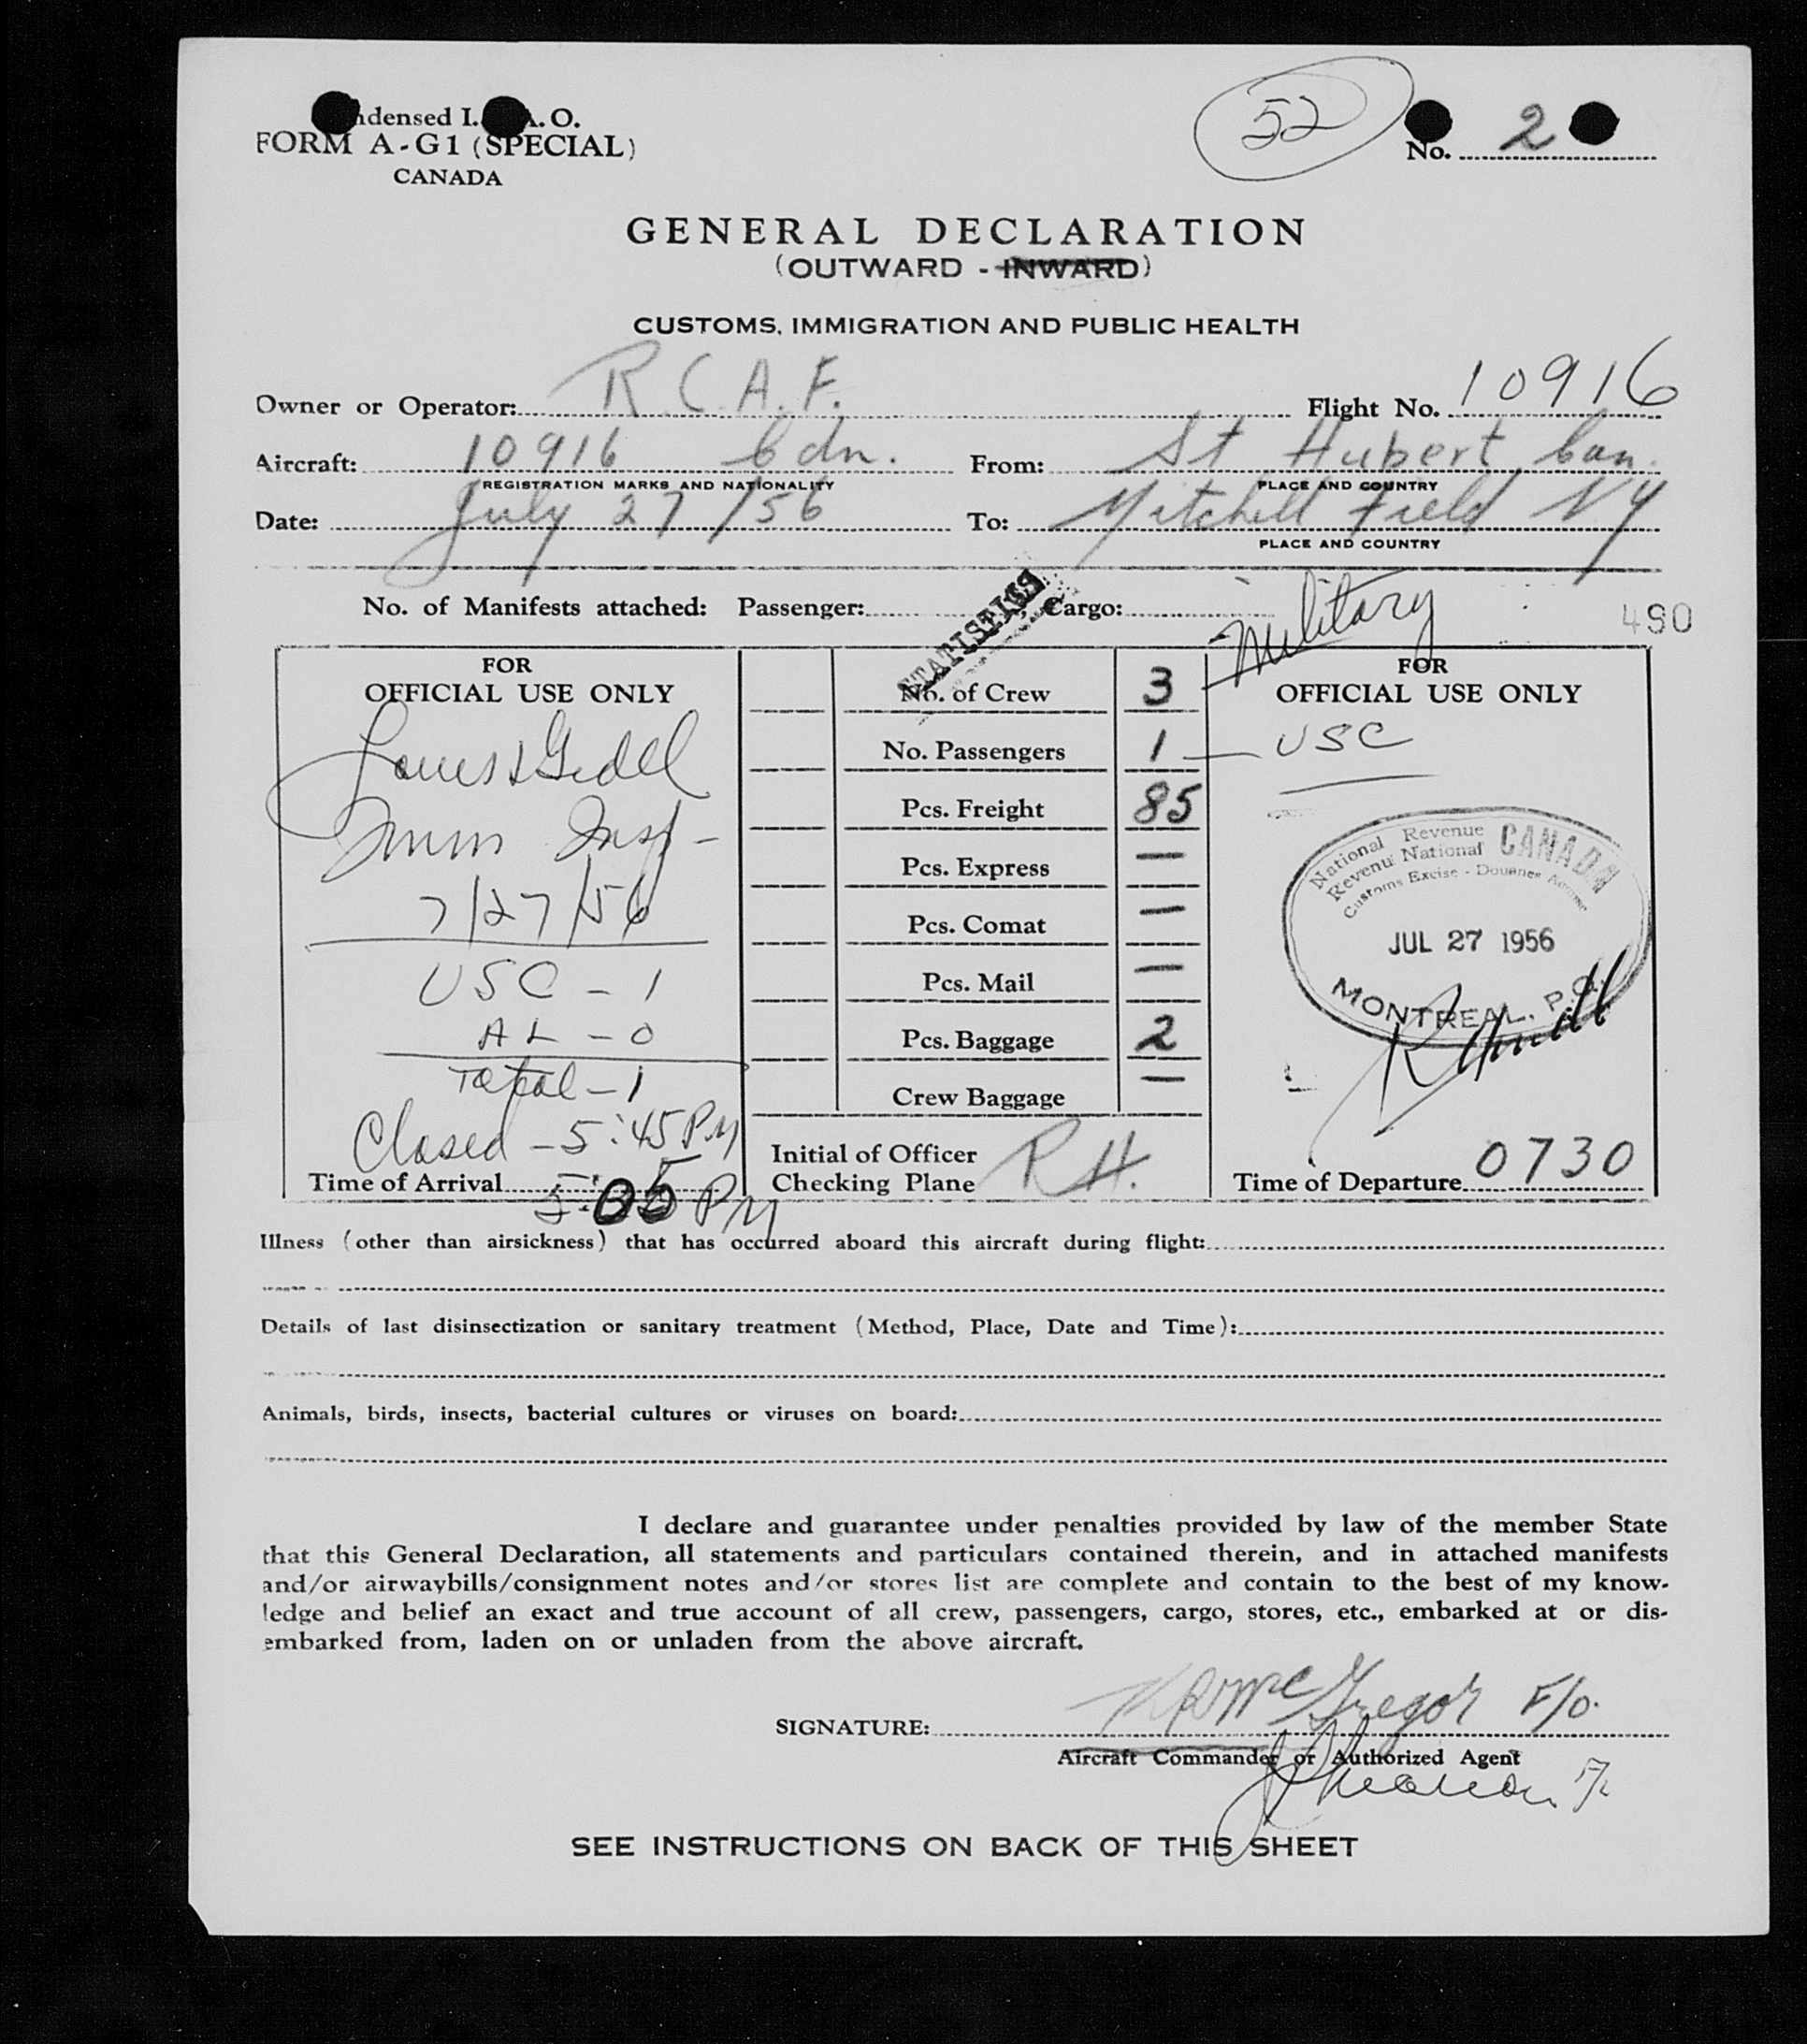 ndensed I. A. O.
FORM A-G1 (SPECIAL)
CANADA
52
No. 2
GENERAL DECLARATION
(OUTWARD - INWARD)
CUSTOMS, IMMIGRATION AND PUBLIC HEALTH
Owner or Operator: R.C.A.F. Flight No. 10916
Aircraft: 10916 Cdn. From: St Hubert, Can.
REGISTRATION MARKS AND NATIONALITY PLACE AND COUNTRY
Date: July 27/56 To: Mitchell Field N.Y
PLACE AND COUNTRY
No. of Manifests attached: Passenger: , Cargo: Military
STATISTICS
490
FOR
OFFICIAL USE ONLY
Imm Insp-
7/27/56
USC - 1
AL - 0
Total - 1
Closed - 5:45 PM
Time of Arrival 5:05 PM
No. of Crew 3
No. Passengers 1
Pcs. Freight 85
Pcs. Express —
Pcs. Comat —
Pcs. Mail —
Pcs. Baggage 2
Crew Baggage —
Initial of Officer
Checking Plane R.H.
FOR
OFFICIAL USE ONLY
— USC
National Revenue CANADA
Revenu National
Customs Excise - Douanes Accise
JUL 27 1956
MONTREAL, P.Q.
Time of Departure 0730
Illness (other than airsickness) that has occurred aboard this aircraft during flight:
Details of last disinsectization or sanitary treatment (Method, Place, Date and Time):
Animals, birds, insects, bacterial cultures or viruses on board:
I declare and guarantee under penalties provided by law of the member State
that this General Declaration, all statements and particulars contained therein, and in attached manifests
and/or airwaybills/consignment notes and/or stores list are complete and contain to the best of my know-
ledge and belief an exact and true account of all crew, passengers, cargo, stores, etc., embarked at or dis-
embarked from, laden on or unladen from the above aircraft.
SIGNATURE: McGregor F/O.
Aircraft Commander or Authorized Agent
SEE INSTRUCTIONS ON BACK OF THIS SHEET